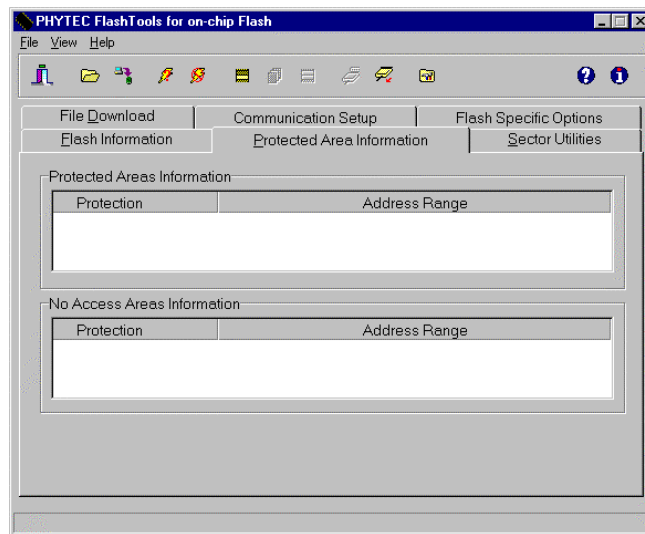 PHYTEC FlashTools for on-chip Flash
File View Help
File Download Communication Setup Flash Specific Options
Flash Information Protected Area Information Sector Utilities
Protected Areas Information
Protection Address Range
No Access Areas Information
Protection Address Range